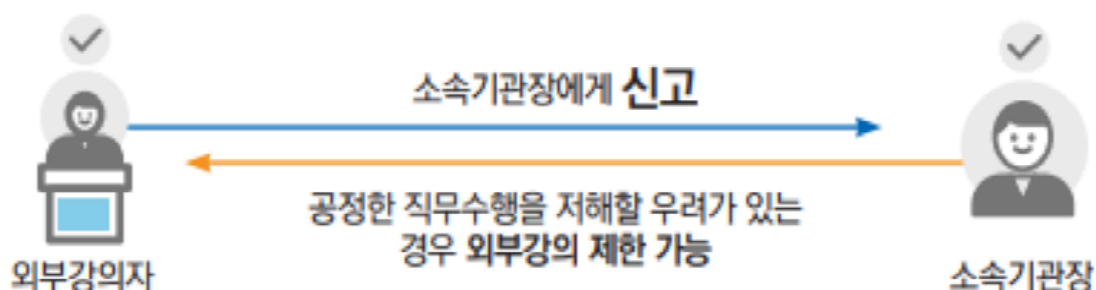 소속기관장에게 신고
공정한 직무수행을 저해할 우려가 있는
경우 외부강의 제한 가능
외부강의자
소속기관장